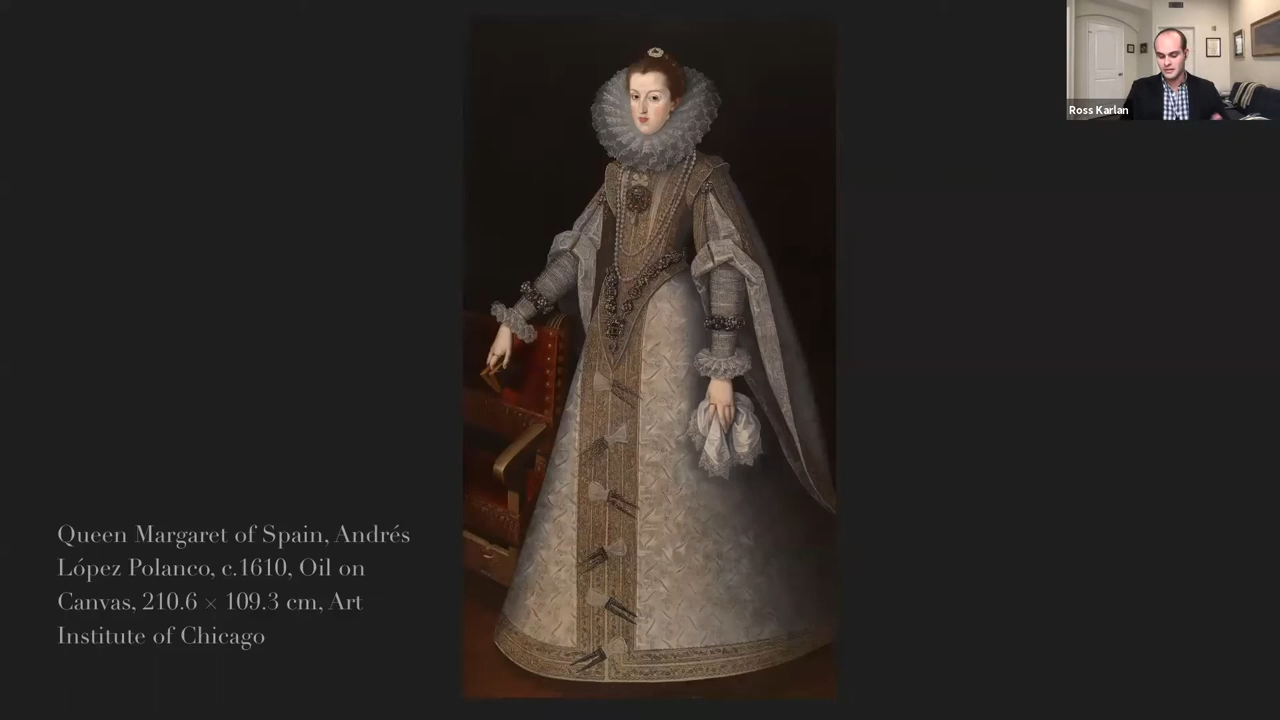 Ross Karlan
Queen Margaret of Spain, Andrés
López Polanco, c.1610, Oil on
Canvas, 210.6 × 109.3 cm, Art
Institute of Chicago